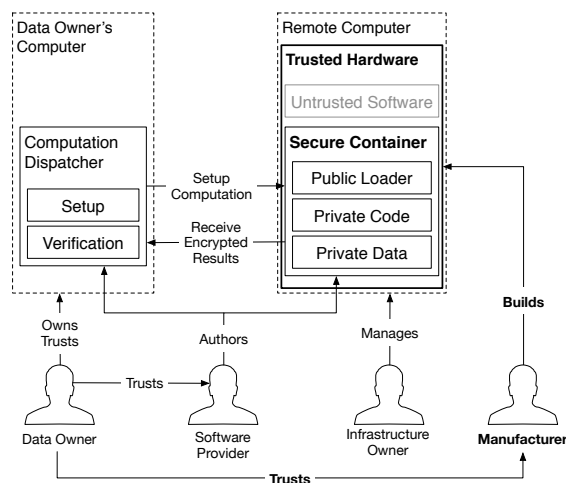 Data Owner's
Computer
Remote Computer
Trusted Hardware
Untrusted Software
Computation
Dispatcher
Setup
Verification
Setup
Computation
Receive
Encrypted
Results
Secure Container
Public Loader
Private Code
Private Data
Owns
Trusts
Authors
Manages
Builds
Trusts
Data Owner
Software
Provider
Infrastructure
Owner
Manufacturer
Trusts